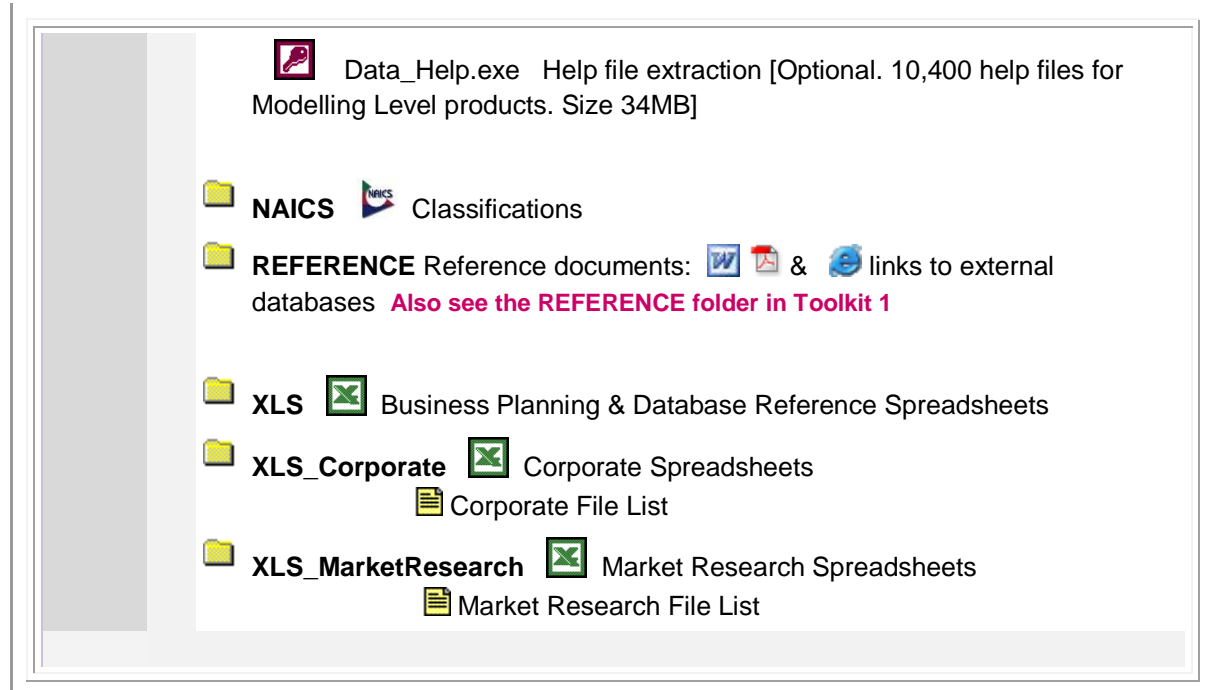 Data_Help.exe Help file extraction [Optional. 10,400 help files for
Modelling Level products. Size 34MB]
NAICS NAICS Classifications
REFERENCE Reference documents: W & e links to external
databases Also see the REFERENCE folder in Toolkit 1
XLS Business Planning & Database Reference Spreadsheets
XLS_Corporate Corporate Spreadsheets
Corporate File List
XLS_MarketResearch Market Research Spreadsheets
Market Research File List